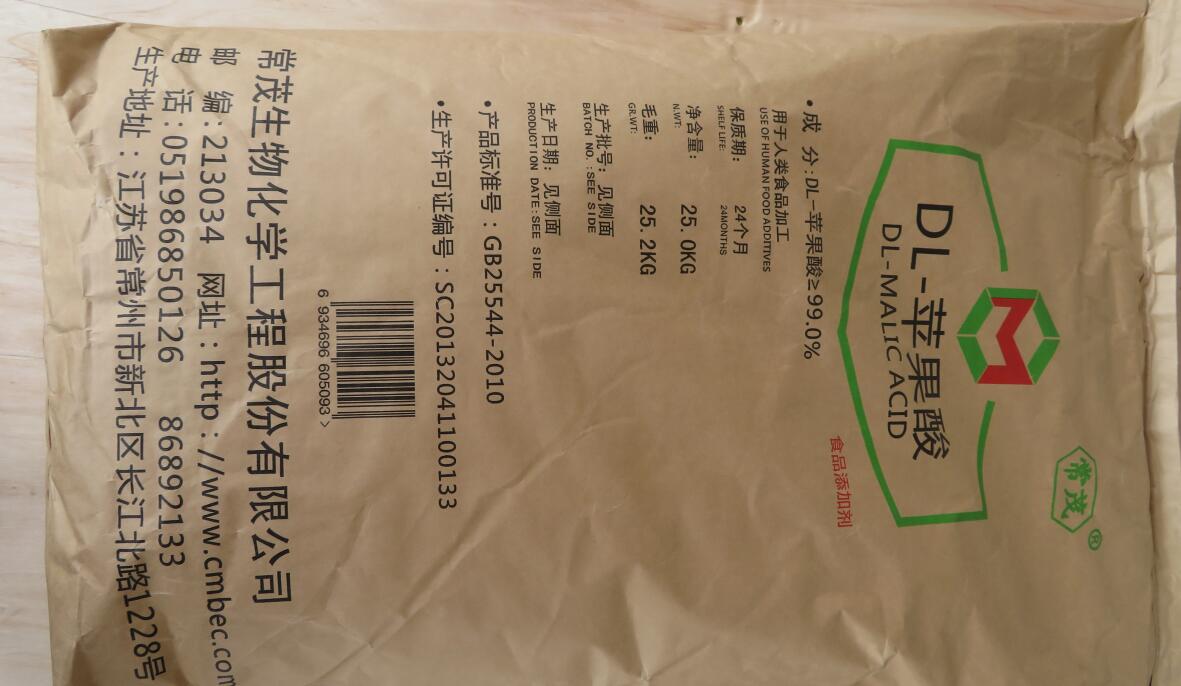 常茂®
DL-苹果酸
DL-MALIC ACID
食品添加剂
•成 分:DL-苹果酸≥99.0%
用于人类食品加工
USE OF HUMAN FOOD ADDITIVES
保质期: 24个月
SHELF LIFE: 24MONTHS
净含量: 25.0KG
N.WT:
毛重: 25.2KG
GR.WT:
生产批号: 见侧面
BATCH NO.:SEE SIDE
生产日期: 见侧面
PRODUCTION DATE:SEE SIDE
•产品标准号:GB25544-2010
•生产许可证编号:SC20132041100133
6 934696 605093 >
常茂生物化学工程股份有限公司
邮 编:213034 网址:http://www.cmbec.com
电 话:051986850126 86892133
生产地址:江苏省常州市新北区长江北路1228号